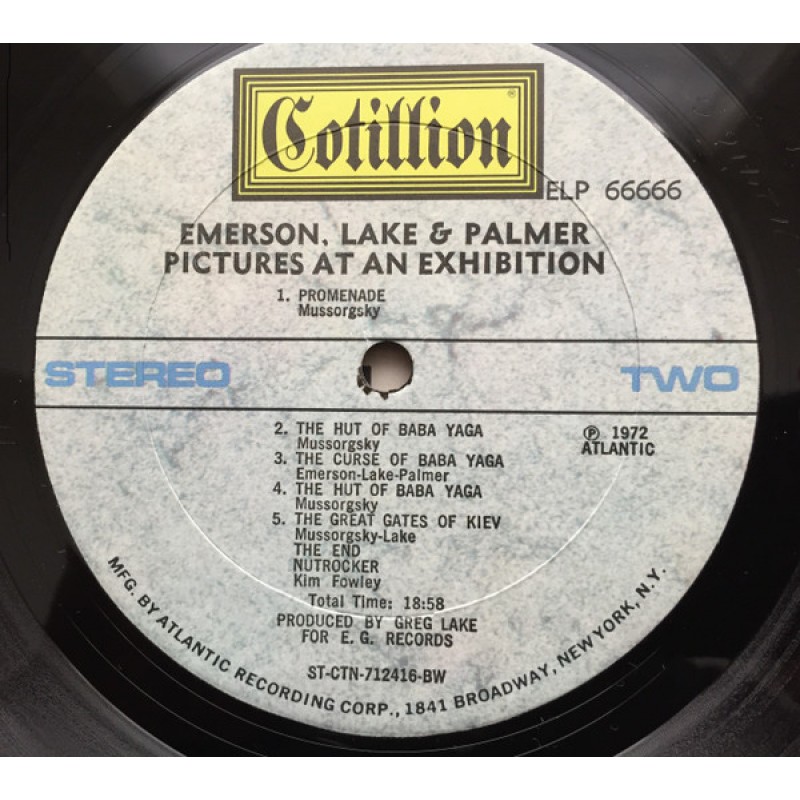 Cotillion®
ELP 66666
EMERSON, LAKE & PALMER
PICTURES AT AN EXHIBITION
1. PROMENADE
Mussorgsky
STEREO TWO
2. THE HUT OF BABA YAGA
Mussorgsky
3. THE CURSE OF BABA YAGA
Emerson-Lake-Palmer
4. THE HUT OF BABA YAGA
Mussorgsky
5. THE GREAT GATES OF KIEV
Mussorgsky-Lake
THE END
NUTROCKER
Kim Fowley
℗ 1972
ATLANTIC
Total Time: 18:58
PRODUCED BY GREG LAKE
FOR E. G. RECORDS
ST-CTN-712416-BW
MFG. BY ATLANTIC RECORDING CORP., 1841 BROADWAY, NEW YORK, N.Y.